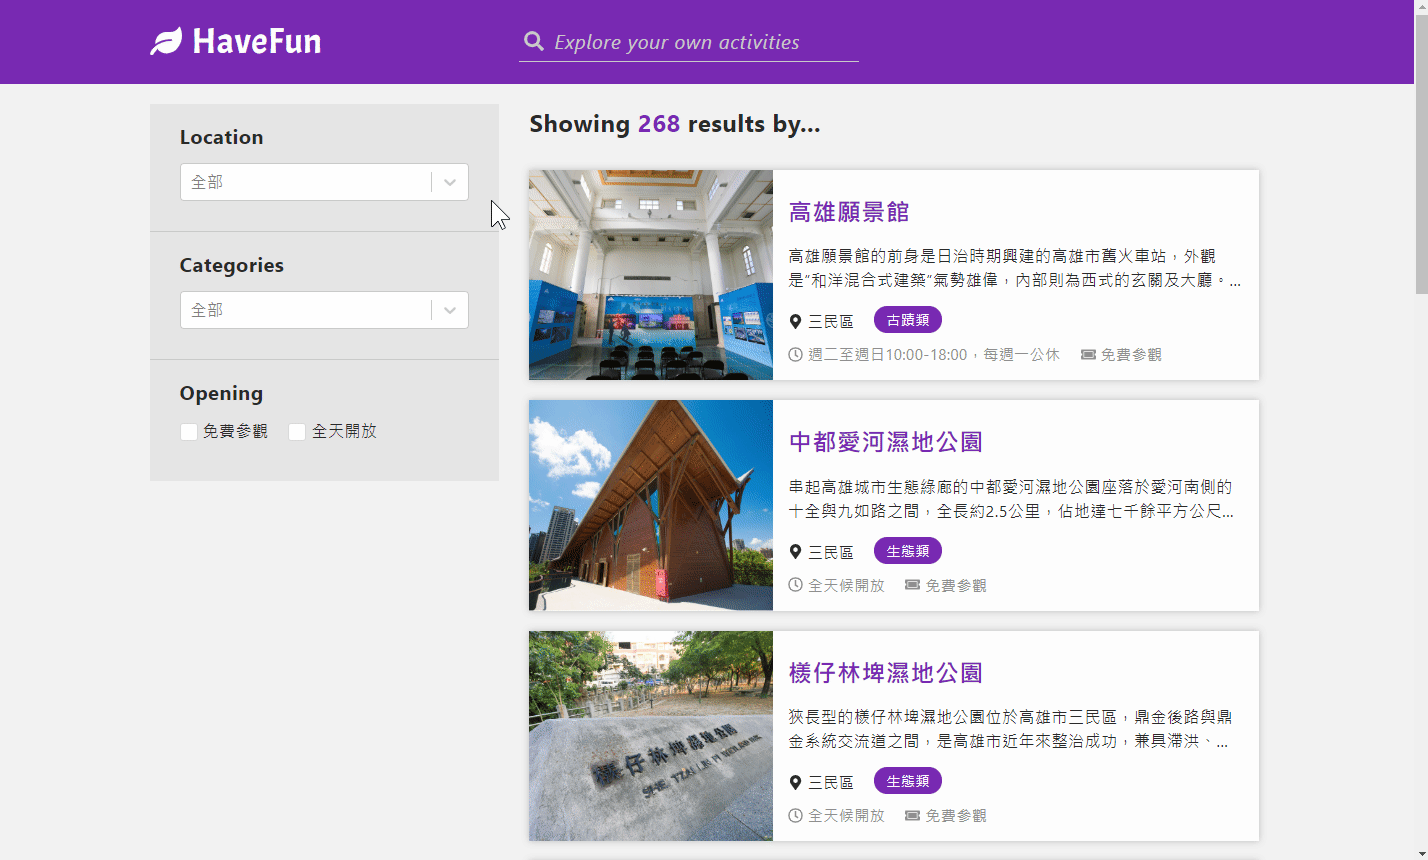 HaveFun
Explore your own activities
Location
全部
Categories
全部
Opening
免費參觀 全天開放
Showing 268 results by...
高雄願景館
高雄願景館的前身是日治時期興建的高雄市舊火車站，外觀
是"和洋混合式建築"氣勢雄偉，內部則為西式的玄關及大廳。...
三民區 古蹟類
週二至週日10:00-18:00，每週一公休 免費參觀
中都愛河濕地公園
串起高雄城市生態綠廊的中都愛河濕地公園座落於愛河南側的
十全與九如路之間，全長約2.5公里，佔地達七千餘平方公尺...
三民區 生態類
全天候開放 免費參觀
檨仔林埤濕地公園
狹長型的檨仔林埤濕地公園位於高雄市三民區，鼎金後路與鼎
金系統交流道之間，是高雄市近年來整治成功，兼具滯洪、...
檨仔林埤濕地公園
三民區 生態類
全天候開放 免費參觀